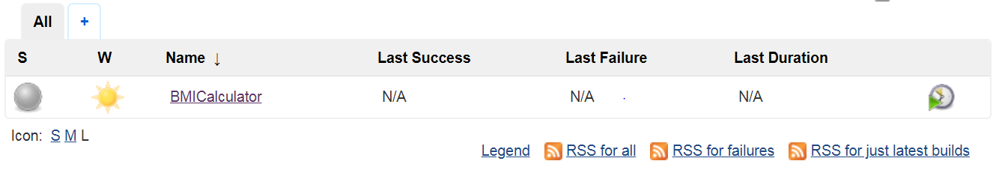 All +
S W Name ↓ Last Success Last Failure Last Duration
BMICalculator N/A N/A N/A
Icon: S M L
Legend RSS for all RSS for failures RSS for just latest builds